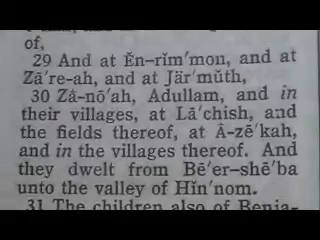 of,
29 And at Ĕn-rĭm′mon, and at
Zā′re-ah, and at Jär′mŭth,
30 Zȧ-nō′ah, Adullam, and in
their villages, at Lā′chish, and
the fields thereof, at Ā-zē′kah,
and in the villages thereof. And
they dwelt from Bē′er–shē′ba
unto the valley of Hĭn′nom.
31 The children also of Benja-